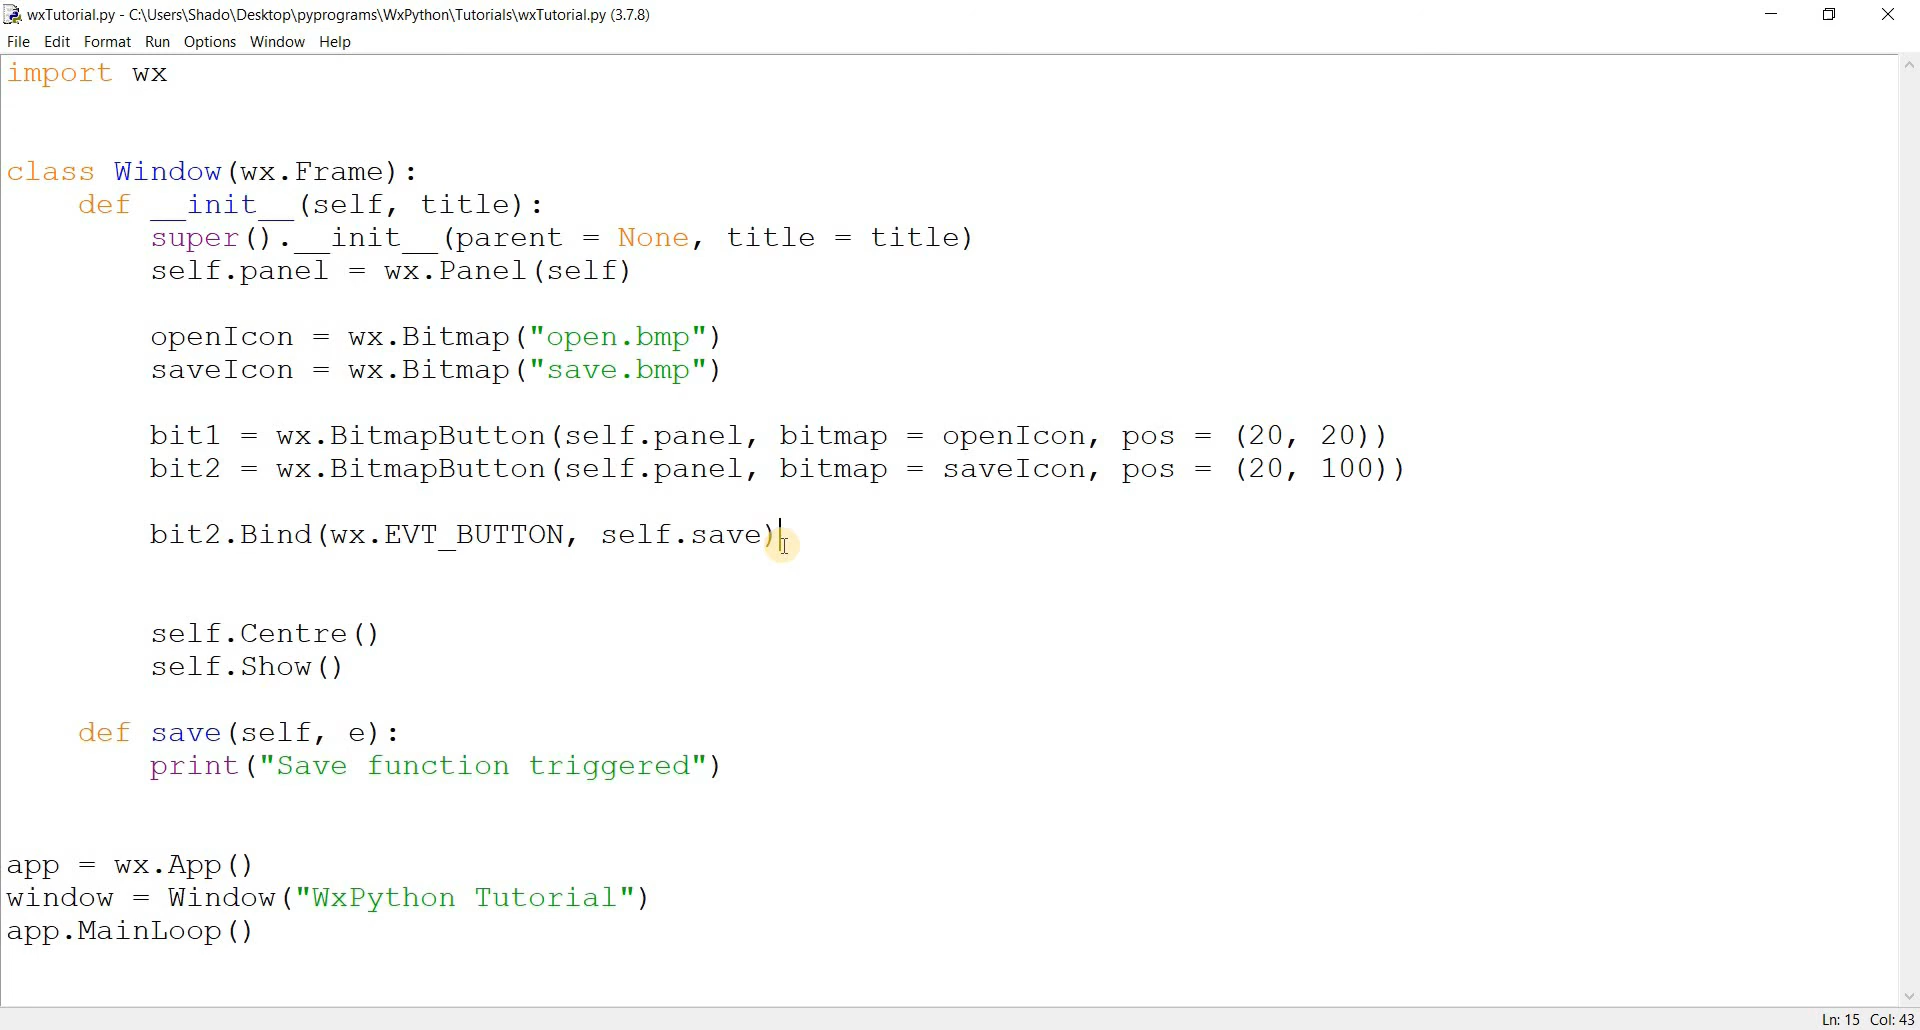 wxTutorial.py - C:\Users\Shado\Desktop\pyprograms\WxPython\Tutorials\wxTutorial.py (3.7.8)
File Edit Format Run Options Window Help
import wx
class Window(wx.Frame):
    def __init__(self, title):
        super().__init__(parent = None, title = title)
        self.panel = wx.Panel(self)
        openIcon = wx.Bitmap("open.bmp")
        saveIcon = wx.Bitmap("save.bmp")
        bit1 = wx.BitmapButton(self.panel, bitmap = openIcon, pos = (20, 20))
        bit2 = wx.BitmapButton(self.panel, bitmap = saveIcon, pos = (20, 100))
        bit2.Bind(wx.EVT_BUTTON, self.save)
        self.Centre()
        self.Show()
    def save(self, e):
        print("Save function triggered")
app = wx.App()
window = Window("WxPython Tutorial")
app.MainLoop()
Ln: 15 Col: 43